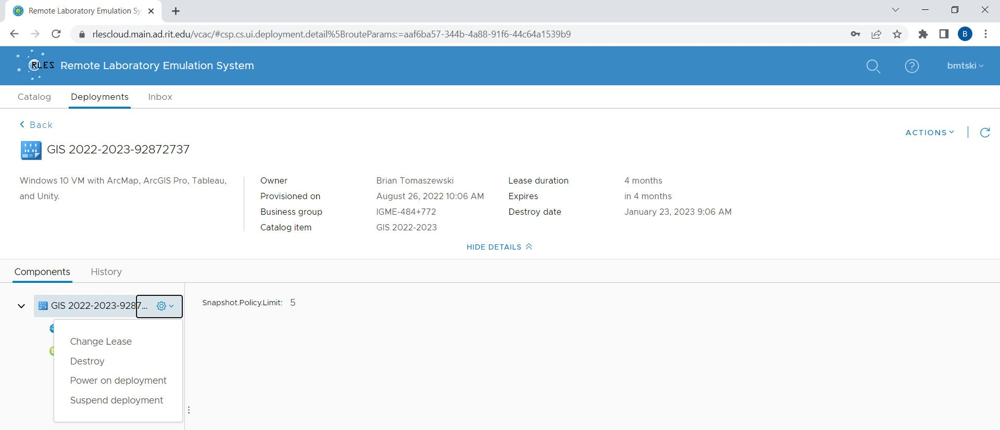 Remote Laboratory Emulation Sy
rlescloud.main.ad.rit.edu/vcac/#csp.cs.ui.deployment.detail%5BrouteParams:=aaf6ba57-344b-4a88-91f6-44c64a1539b9
B
RLES
Remote Laboratory Emulation System
bmtski
Catalog
Deployments
Inbox
Back
ACTIONS
GIS 2022-2023-92872737
Windows 10 VM with ArcMap, ArcGIS Pro, Tableau,
and Unity.
Owner Brian Tomaszewski
Provisioned on August 26, 2022 10:06 AM
Business group IGME-484+772
Catalog item GIS 2022-2023
Lease duration 4 months
Expires in 4 months
Destroy date January 23, 2023 9:06 AM
HIDE DETAILS
Components
History
GIS 2022-2023-9287...
Snapshot.Policy.Limit: 5
Change Lease
Destroy
Power on deployment
Suspend deployment